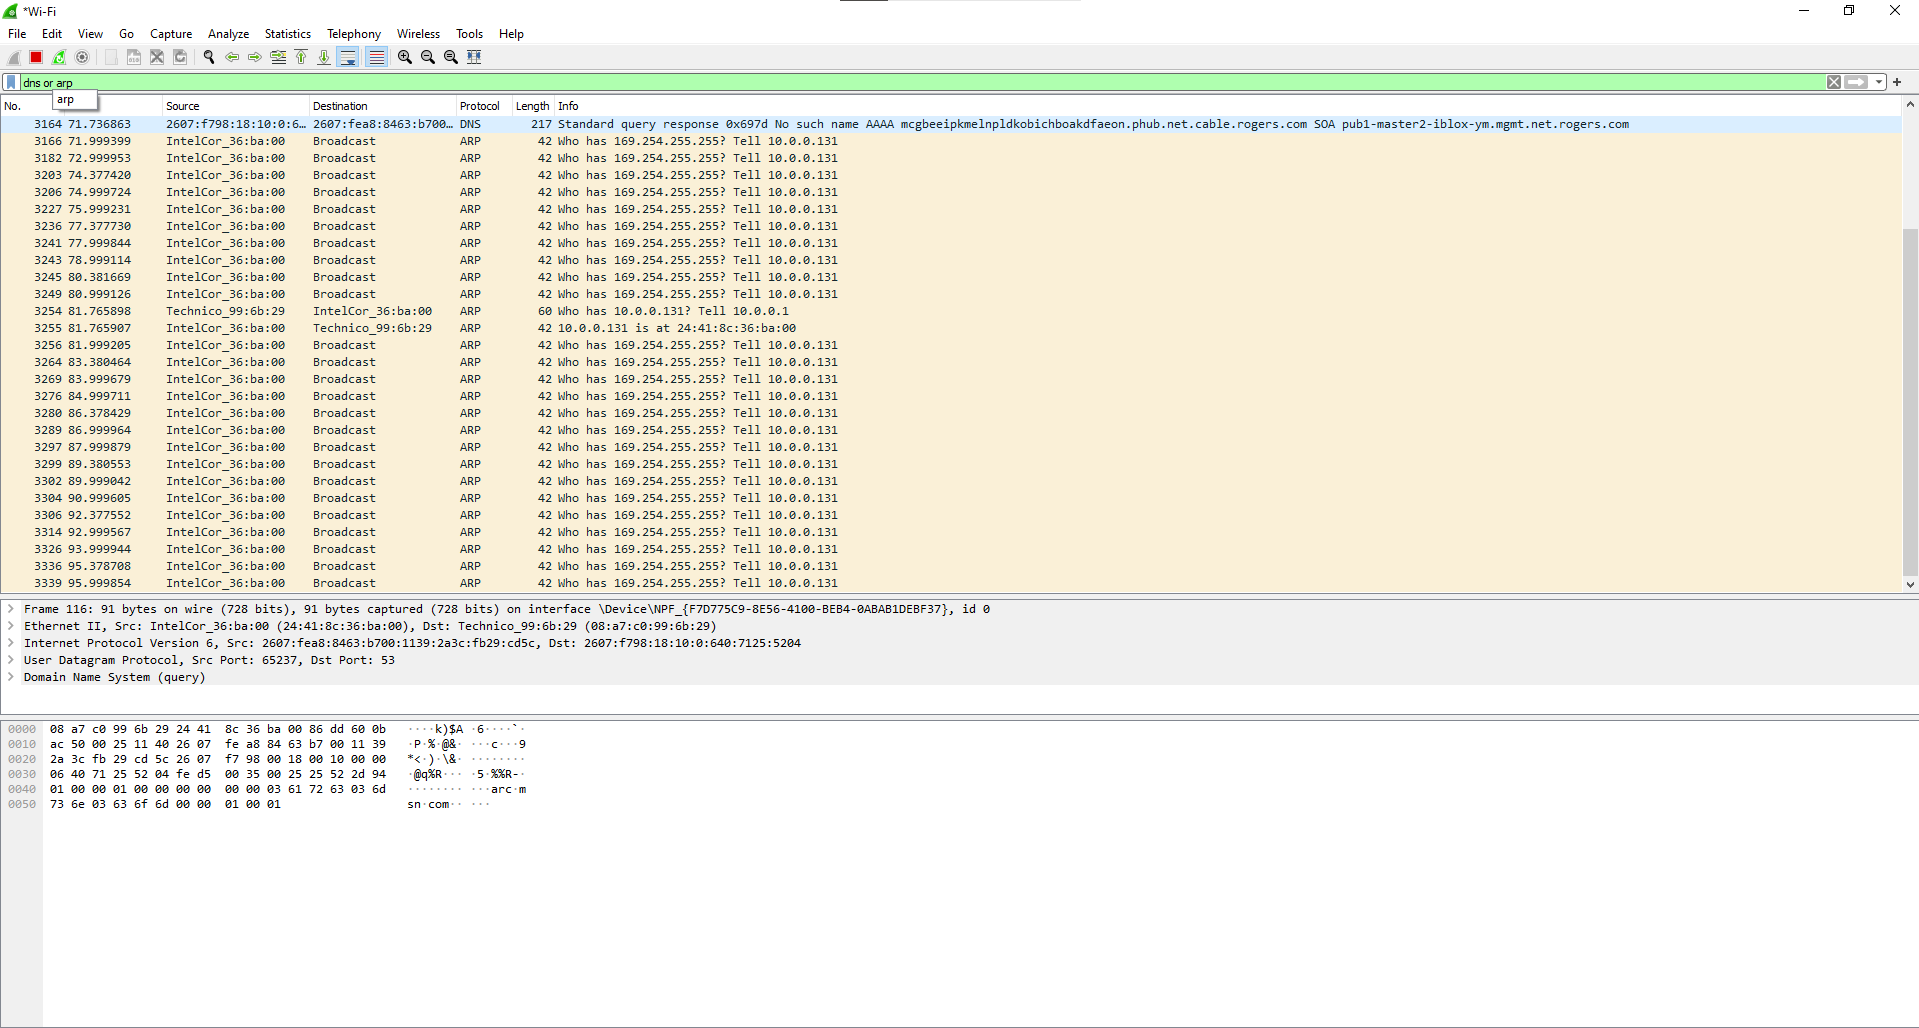 *Wi-Fi
File Edit View Go Capture Analyze Statistics Telephony Wireless Tools Help
dns or arp
arp
No. Source Destination Protocol Length Info
3164 71.736863 2607:f798:18:10:0:6… 2607:fea8:8463:b700… DNS 217 Standard query response 0x697d No such name AAAA mcgbeeipkmelnpldkobichboakdfaeon.phub.net.cable.rogers.com SOA pub1-master2-iblox-ym.mgmt.net.rogers.com
3166 71.999399 IntelCor_36:ba:00 Broadcast ARP 42 Who has 169.254.255.255? Tell 10.0.0.131
3182 72.999953 IntelCor_36:ba:00 Broadcast ARP 42 Who has 169.254.255.255? Tell 10.0.0.131
3203 74.377420 IntelCor_36:ba:00 Broadcast ARP 42 Who has 169.254.255.255? Tell 10.0.0.131
3206 74.999724 IntelCor_36:ba:00 Broadcast ARP 42 Who has 169.254.255.255? Tell 10.0.0.131
3227 75.999231 IntelCor_36:ba:00 Broadcast ARP 42 Who has 169.254.255.255? Tell 10.0.0.131
3236 77.377730 IntelCor_36:ba:00 Broadcast ARP 42 Who has 169.254.255.255? Tell 10.0.0.131
3241 77.999844 IntelCor_36:ba:00 Broadcast ARP 42 Who has 169.254.255.255? Tell 10.0.0.131
3243 78.999114 IntelCor_36:ba:00 Broadcast ARP 42 Who has 169.254.255.255? Tell 10.0.0.131
3245 80.381669 IntelCor_36:ba:00 Broadcast ARP 42 Who has 169.254.255.255? Tell 10.0.0.131
3249 80.999126 IntelCor_36:ba:00 Broadcast ARP 42 Who has 169.254.255.255? Tell 10.0.0.131
3254 81.765898 Technico_99:6b:29 IntelCor_36:ba:00 ARP 60 Who has 10.0.0.131? Tell 10.0.0.1
3255 81.765907 IntelCor_36:ba:00 Technico_99:6b:29 ARP 42 10.0.0.131 is at 24:41:8c:36:ba:00
3256 81.999205 IntelCor_36:ba:00 Broadcast ARP 42 Who has 169.254.255.255? Tell 10.0.0.131
3264 83.380464 IntelCor_36:ba:00 Broadcast ARP 42 Who has 169.254.255.255? Tell 10.0.0.131
3269 83.999679 IntelCor_36:ba:00 Broadcast ARP 42 Who has 169.254.255.255? Tell 10.0.0.131
3276 84.999711 IntelCor_36:ba:00 Broadcast ARP 42 Who has 169.254.255.255? Tell 10.0.0.131
3280 86.378429 IntelCor_36:ba:00 Broadcast ARP 42 Who has 169.254.255.255? Tell 10.0.0.131
3289 86.999964 IntelCor_36:ba:00 Broadcast ARP 42 Who has 169.254.255.255? Tell 10.0.0.131
3297 87.999879 IntelCor_36:ba:00 Broadcast ARP 42 Who has 169.254.255.255? Tell 10.0.0.131
3299 89.380553 IntelCor_36:ba:00 Broadcast ARP 42 Who has 169.254.255.255? Tell 10.0.0.131
3302 89.999042 IntelCor_36:ba:00 Broadcast ARP 42 Who has 169.254.255.255? Tell 10.0.0.131
3304 90.999605 IntelCor_36:ba:00 Broadcast ARP 42 Who has 169.254.255.255? Tell 10.0.0.131
3306 92.377552 IntelCor_36:ba:00 Broadcast ARP 42 Who has 169.254.255.255? Tell 10.0.0.131
3314 92.999567 IntelCor_36:ba:00 Broadcast ARP 42 Who has 169.254.255.255? Tell 10.0.0.131
3326 93.999944 IntelCor_36:ba:00 Broadcast ARP 42 Who has 169.254.255.255? Tell 10.0.0.131
3336 95.378708 IntelCor_36:ba:00 Broadcast ARP 42 Who has 169.254.255.255? Tell 10.0.0.131
3339 95.999854 IntelCor_36:ba:00 Broadcast ARP 42 Who has 169.254.255.255? Tell 10.0.0.131
Frame 116: 91 bytes on wire (728 bits), 91 bytes captured (728 bits) on interface \Device\NPF_{F7D775C9-8E56-4100-BEB4-0ABAB1DEBF37}, id 0
Ethernet II, Src: IntelCor_36:ba:00 (24:41:8c:36:ba:00), Dst: Technico_99:6b:29 (08:a7:c0:99:6b:29)
Internet Protocol Version 6, Src: 2607:fea8:8463:b700:1139:2a3c:fb29:cd5c, Dst: 2607:f798:18:10:0:640:7125:5204
User Datagram Protocol, Src Port: 65237, Dst Port: 53
Domain Name System (query)
0000 08 a7 c0 99 6b 29 24 41 8c 36 ba 00 86 dd 60 0b ····k)$A ·6····`·
0010 ac 50 00 25 11 40 26 07 fe a8 84 63 b7 00 11 39 ·P·%·@&· ···c···9
0020 2a 3c fb 29 cd 5c 26 07 f7 98 00 18 00 10 00 00 *<·)·\&· ········
0030 06 40 71 25 52 04 fe d5 00 35 00 25 25 52 2d 94 ·@q%R··· ·5·%%R-·
0040 01 00 00 01 00 00 00 00 00 00 03 61 72 63 03 6d ········ ···arc·m
0050 73 6e 03 63 6f 6d 00 00 01 00 01 sn·com·· ···